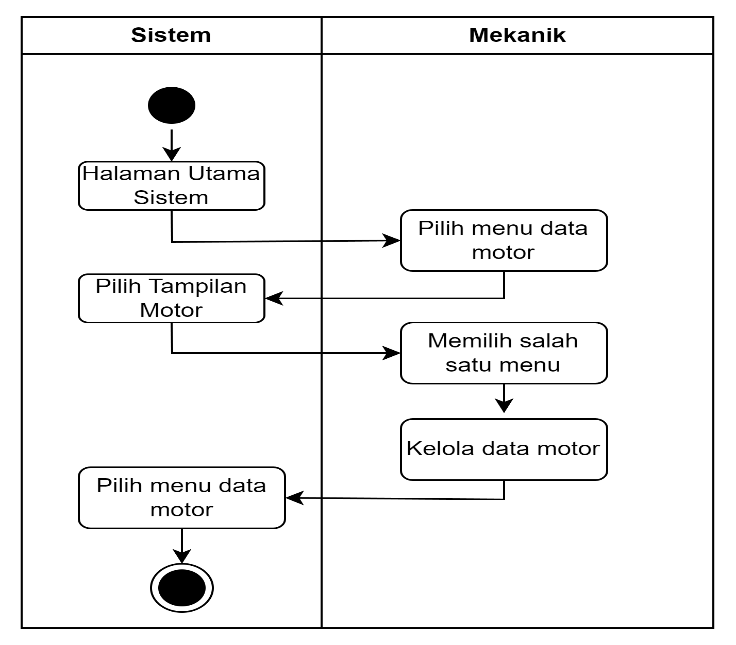 Sistem
Mekanik
Halaman Utama
Sistem
Pilih menu data
motor
Pilih Tampilan
Motor
Memilih salah
satu menu
Kelola data motor
Pilih menu data
motor